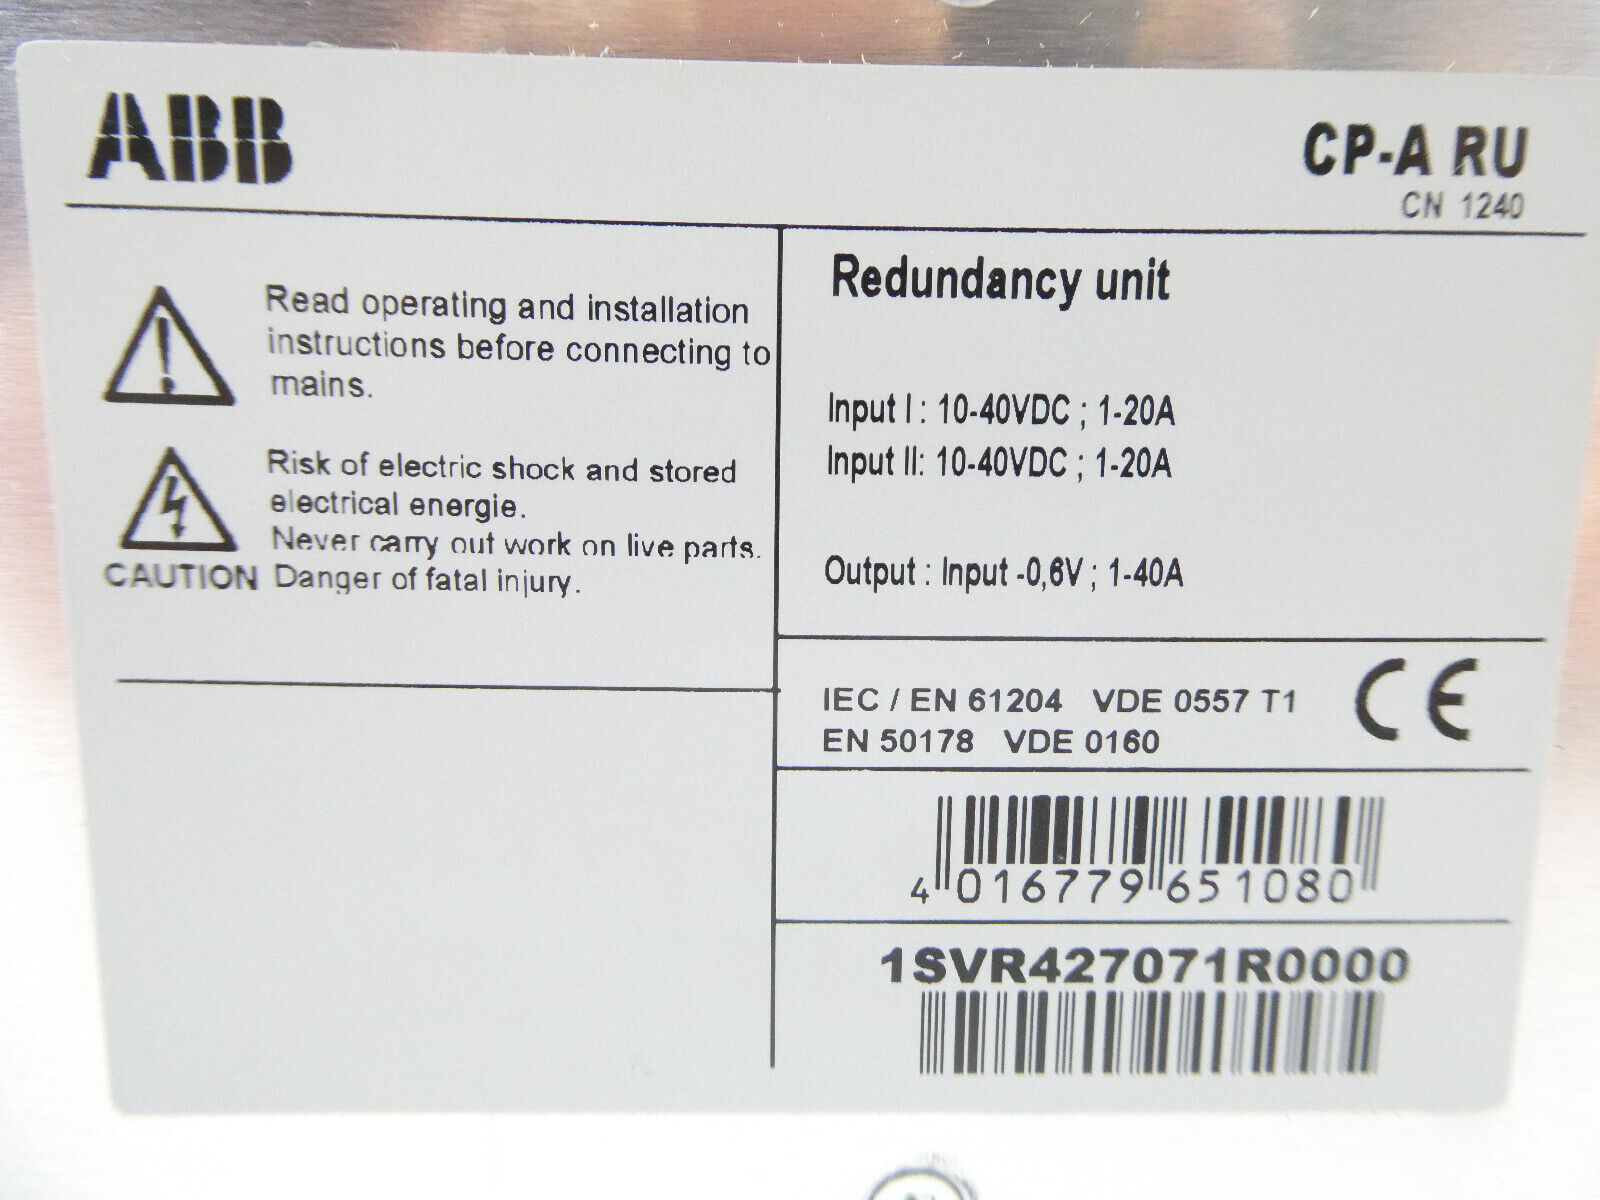 ABB
CP-A RU
CN 1240
Read operating and installation
instructions before connecting to
mains.
Risk of electric shock and stored
electrical energie.
Never carry out work on live parts.
CAUTION Danger of fatal injury.
Redundancy unit
Input I : 10-40VDC ; 1-20A
Input II: 10-40VDC ; 1-20A
Output : Input -0,6V ; 1-40A
IEC / EN 61204 VDE 0557 T1
EN 50178 VDE 0160
CE
4 016779 651080
1SVR427071R0000